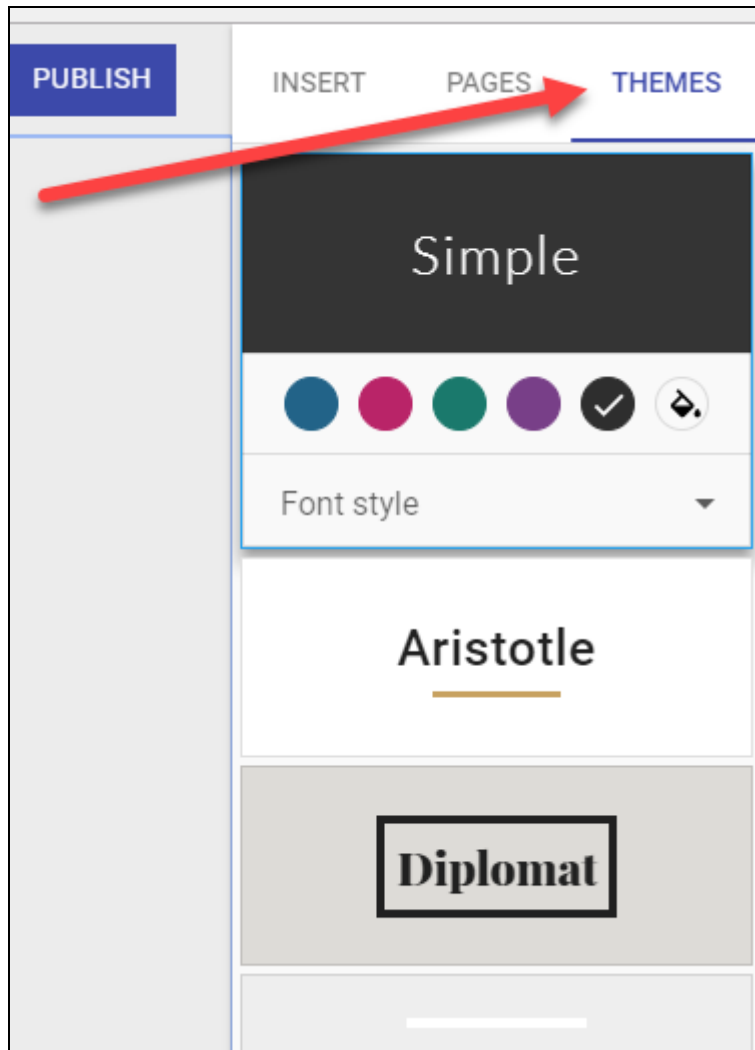 PUBLISH
INSERT PAGES THEMES
Simple
Font style
Aristotle
Diplomat